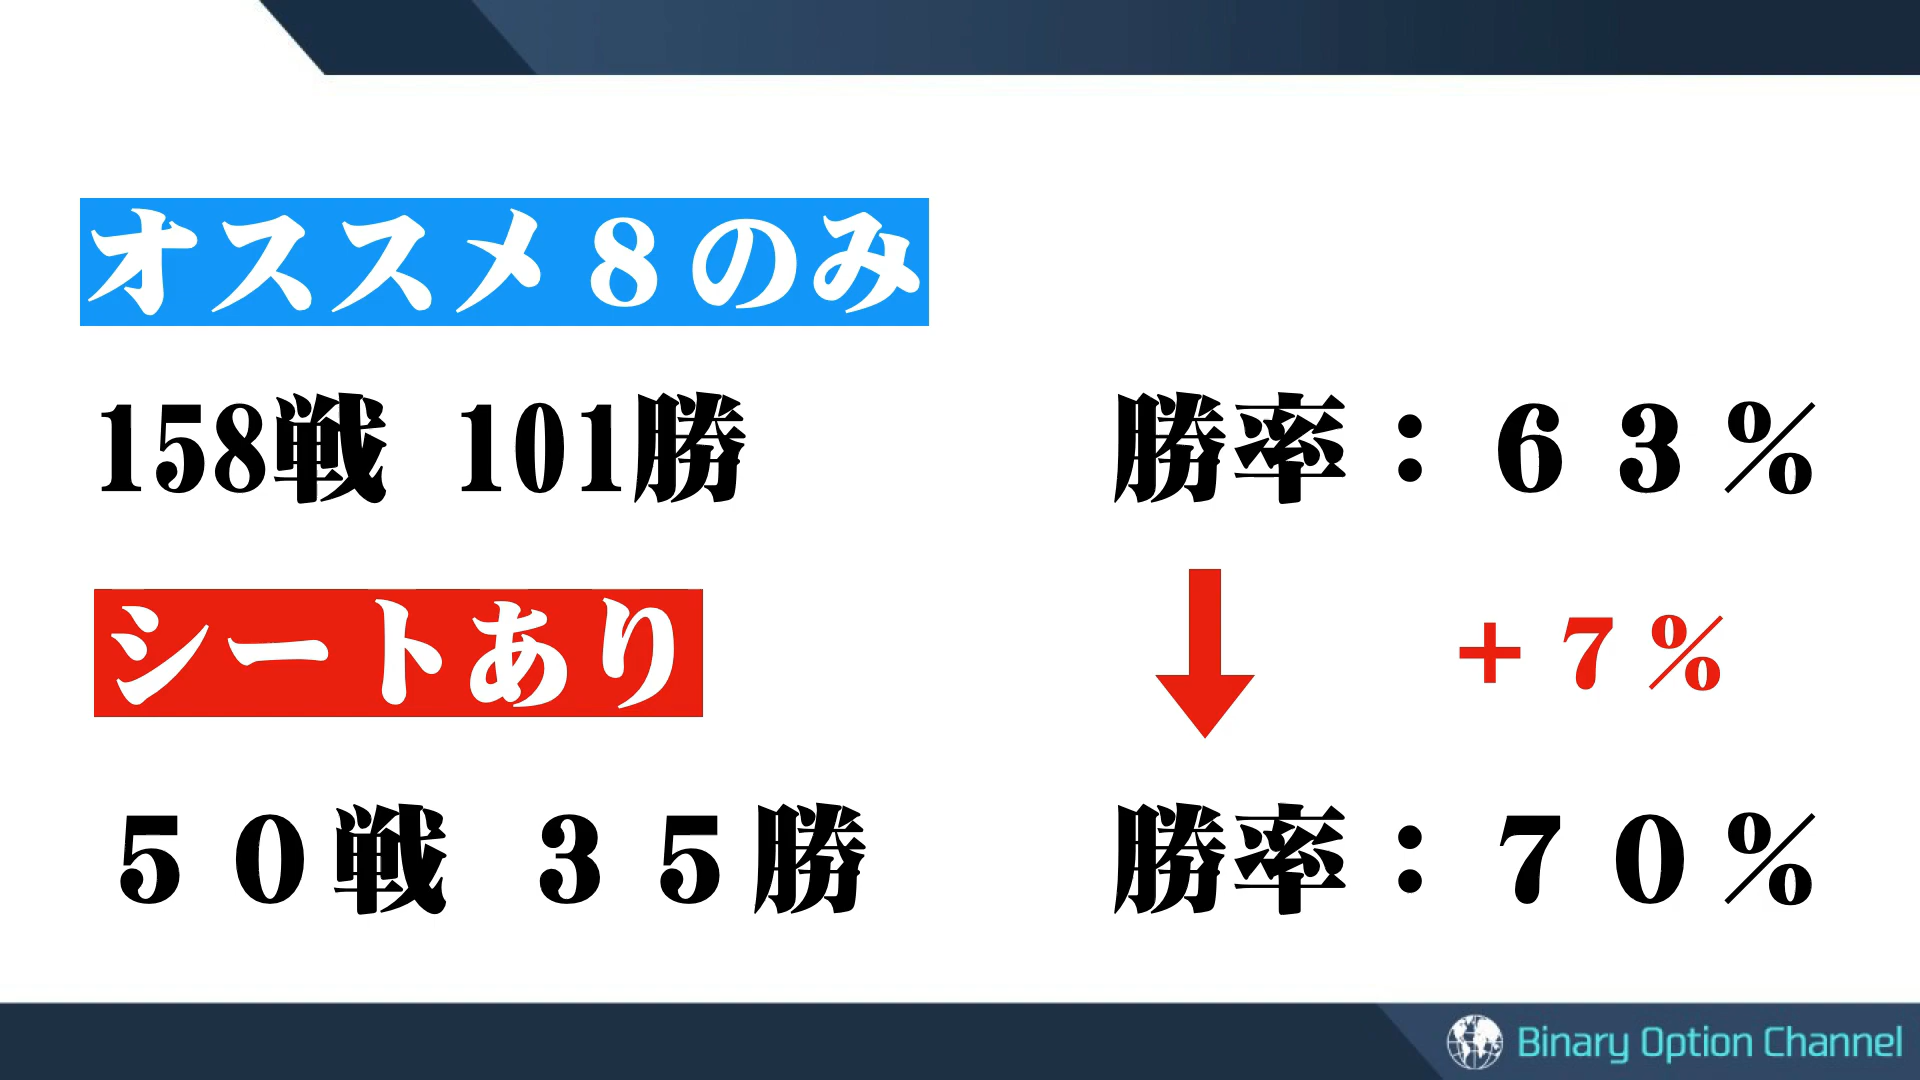 オススメ８のみ
158戦 101勝 勝率：６３％
シートあり
＋７％
５０戦 ３５勝 勝率：７０％
Binary Option Channel